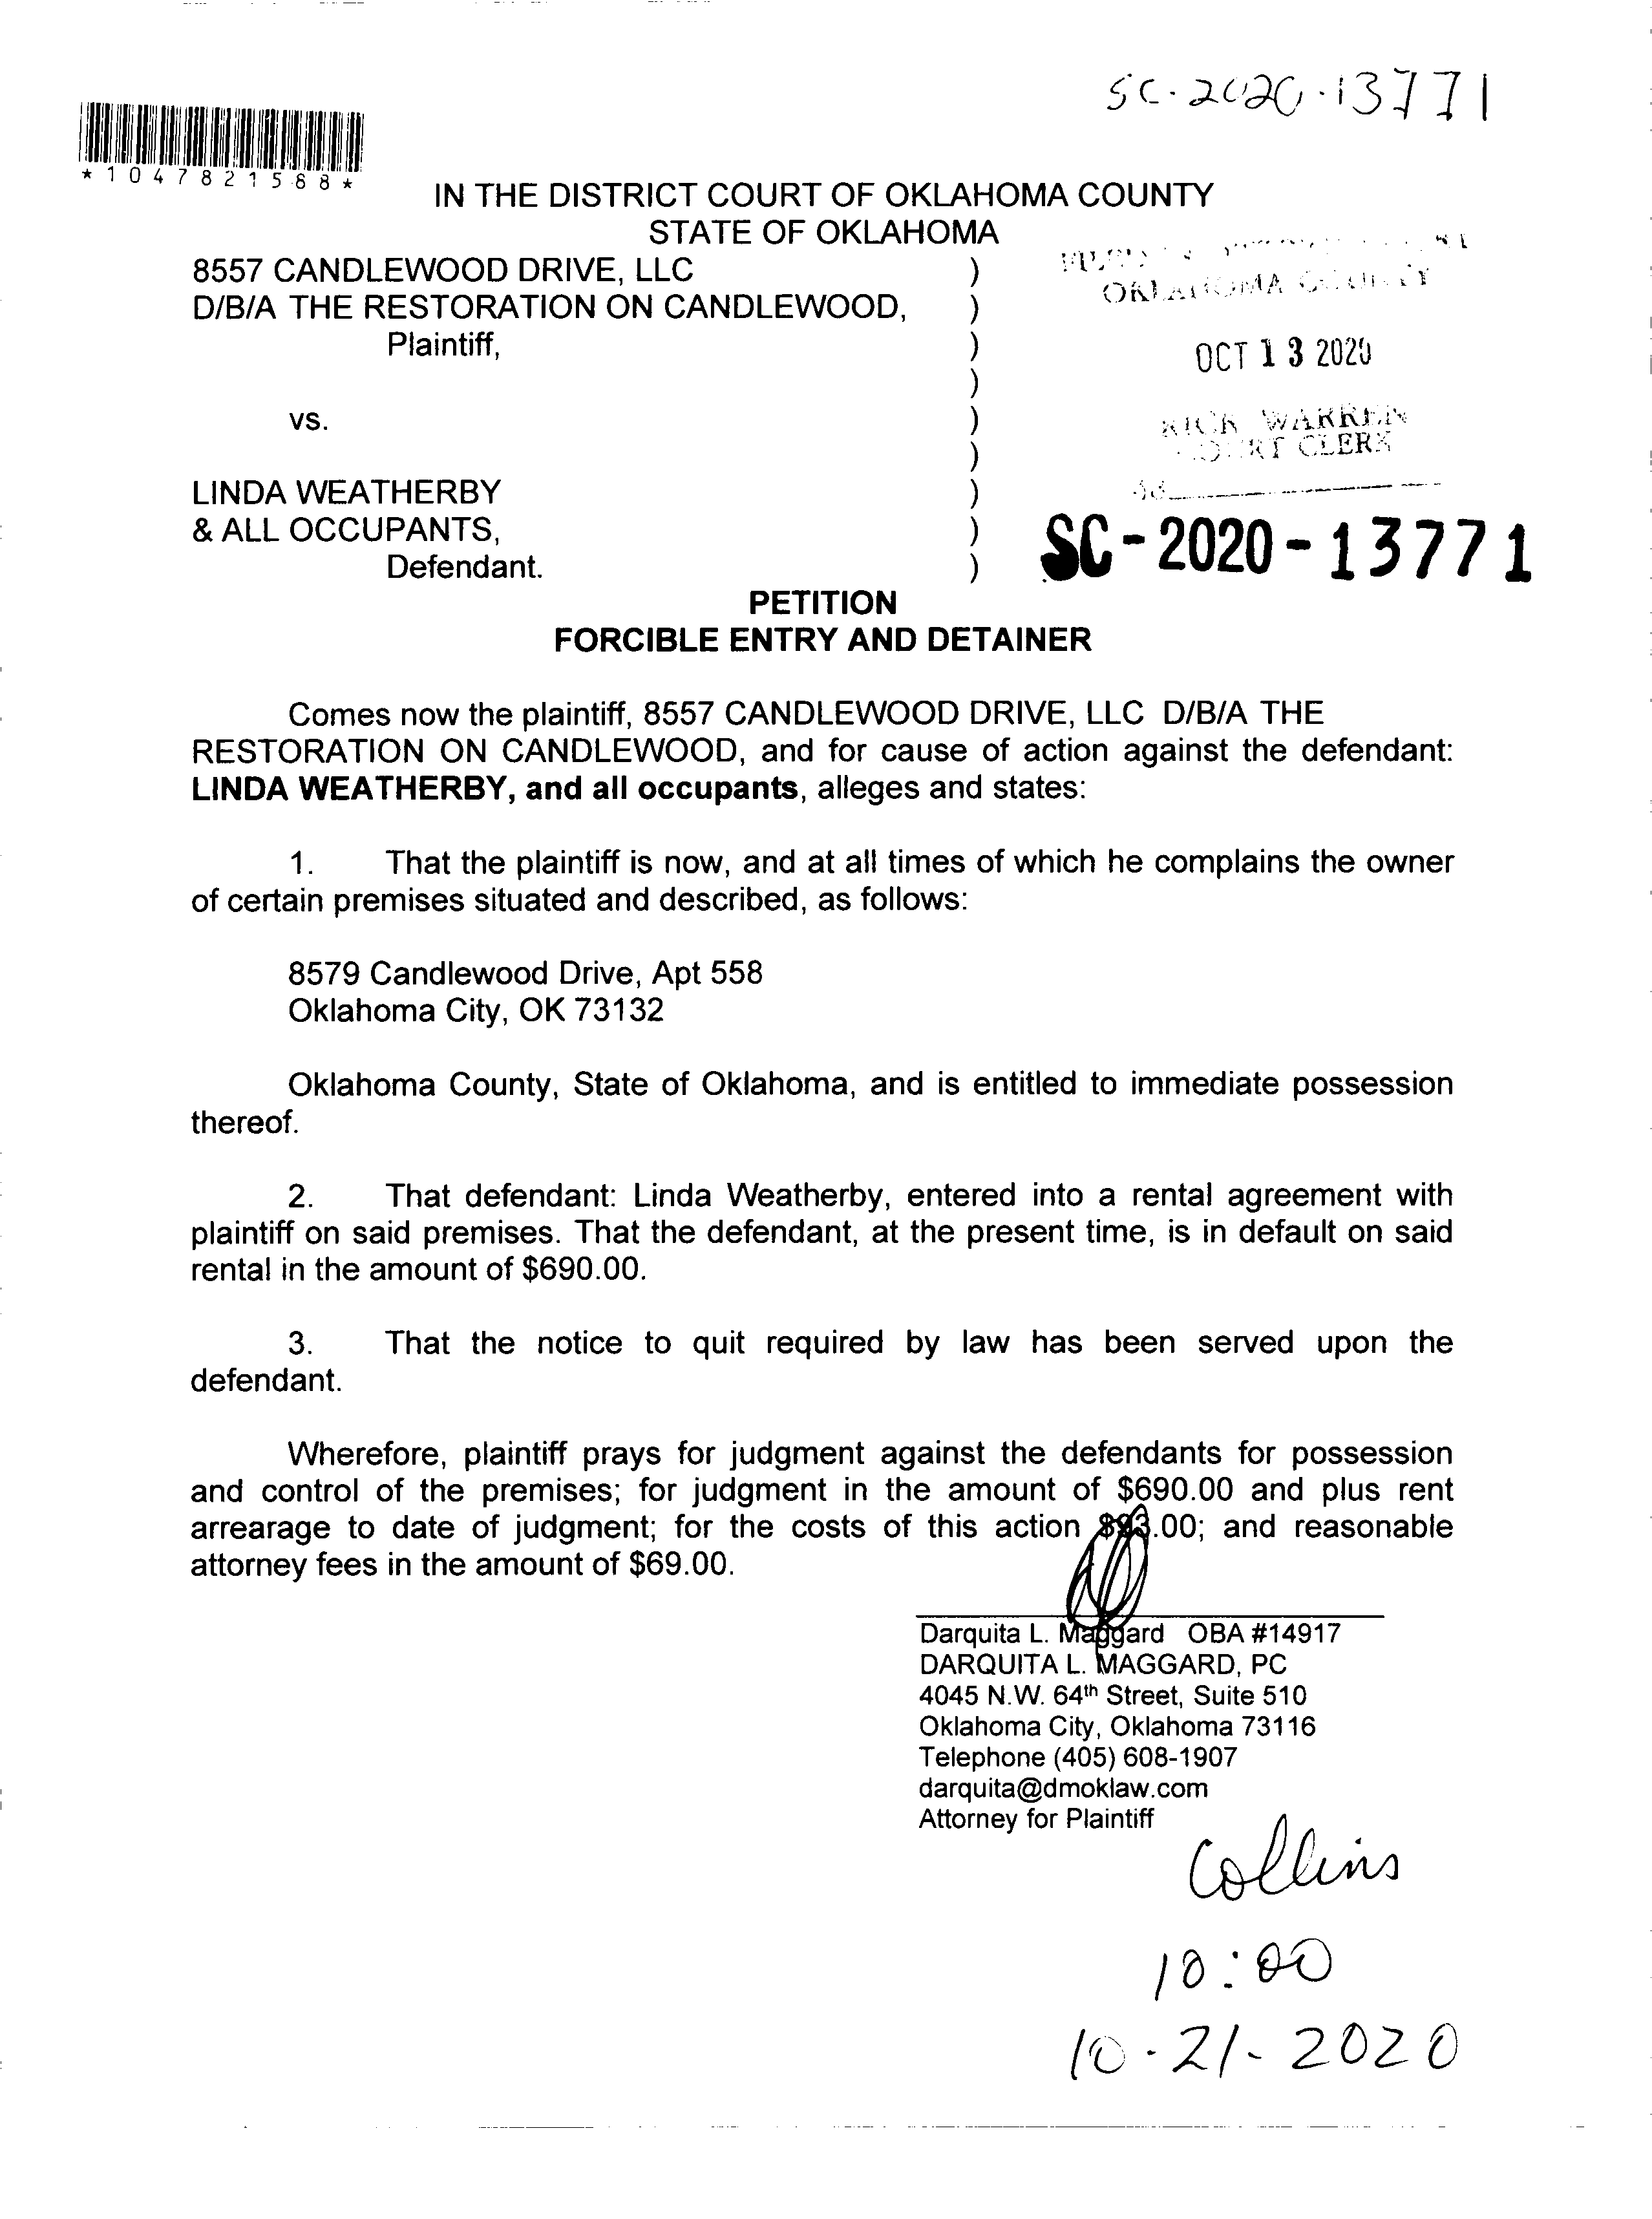 SC-2020-13771
*1047821588*
IN THE DISTRICT COURT OF OKLAHOMA COUNTY
STATE OF OKLAHOMA
8557 CANDLEWOOD DRIVE, LLC )
D/B/A THE RESTORATION ON CANDLEWOOD, )
Plaintiff, )
)
vs. )
)
LINDA WEATHERBY )
& ALL OCCUPANTS, )
Defendant. )
OKLAHOMA COUNTY
OCT 13 2020
RICK WARREN
COURT CLERK
SC-2020-13771
PETITION
FORCIBLE ENTRY AND DETAINER
Comes now the plaintiff, 8557 CANDLEWOOD DRIVE, LLC D/B/A THE
RESTORATION ON CANDLEWOOD, and for cause of action against the defendant:
LINDA WEATHERBY, and all occupants, alleges and states:
1. That the plaintiff is now, and at all times of which he complains the owner
of certain premises situated and described, as follows:
8579 Candlewood Drive, Apt 558
Oklahoma City, OK 73132
Oklahoma County, State of Oklahoma, and is entitled to immediate possession
thereof.
2. That defendant: Linda Weatherby, entered into a rental agreement with
plaintiff on said premises. That the defendant, at the present time, is in default on said
rental in the amount of $690.00.
3. That the notice to quit required by law has been served upon the
defendant.
Wherefore, plaintiff prays for judgment against the defendants for possession
and control of the premises; for judgment in the amount of $690.00 and plus rent
arrearage to date of judgment; for the costs of this action and reasonable
attorney fees in the amount of $69.00.
Darquita L. Maggard OBA #14917
DARQUITA L. MAGGARD, PC
4045 N.W. 64th Street, Suite 510
Oklahoma City, Oklahoma 73116
Telephone (405) 608-1907
darquita@dmoklaw.com
Attorney for Plaintiff
Collins
10:00
10-21-2020